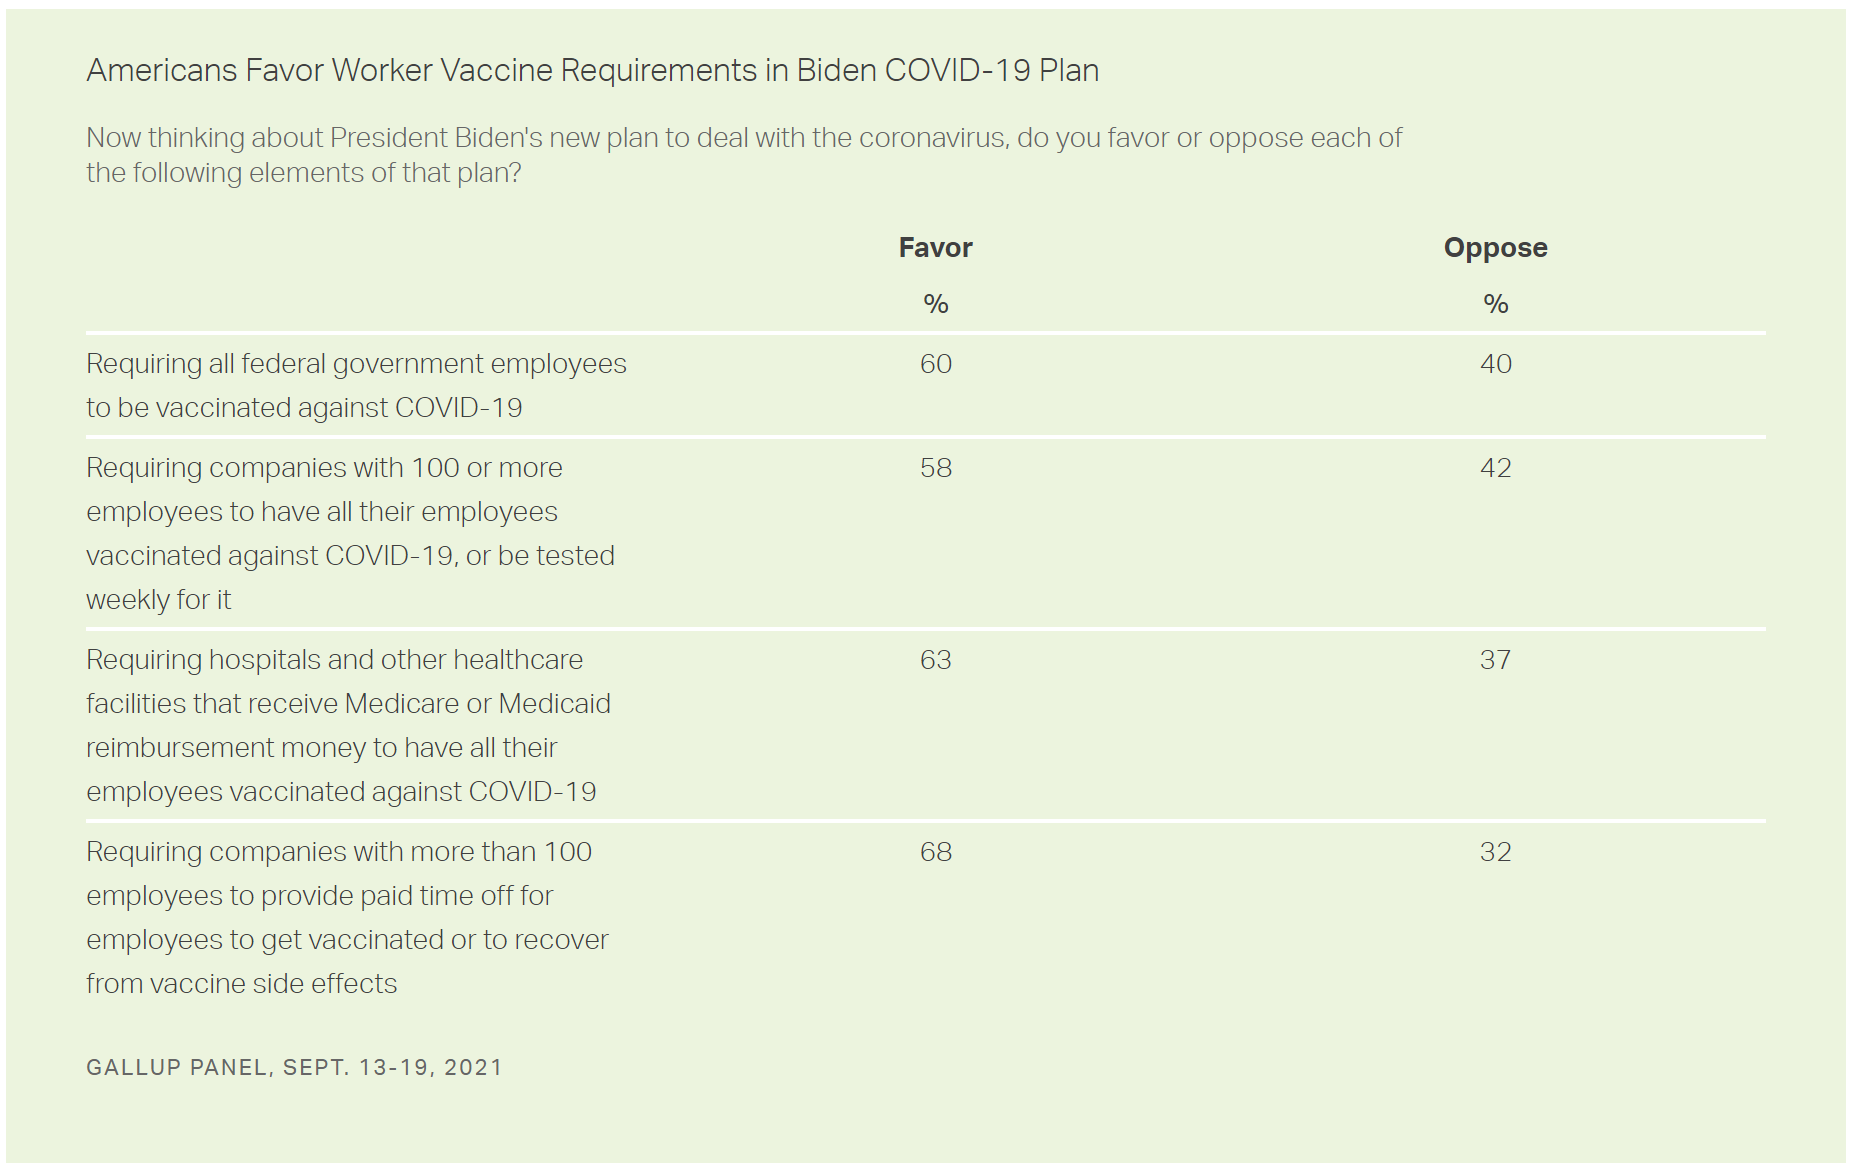 Americans Favor Worker Vaccine Requirements in Biden COVID-19 Plan
Now thinking about President Biden's new plan to deal with the coronavirus, do you favor or oppose each of
the following elements of that plan?
Favor Oppose
% %
Requiring all federal government employees 60 40
to be vaccinated against COVID-19
Requiring companies with 100 or more 58 42
employees to have all their employees
vaccinated against COVID-19, or be tested
weekly for it
Requiring hospitals and other healthcare 63 37
facilities that receive Medicare or Medicaid
reimbursement money to have all their
employees vaccinated against COVID-19
Requiring companies with more than 100 68 32
employees to provide paid time off for
employees to get vaccinated or to recover
from vaccine side effects
GALLUP PANEL, SEPT. 13-19, 2021